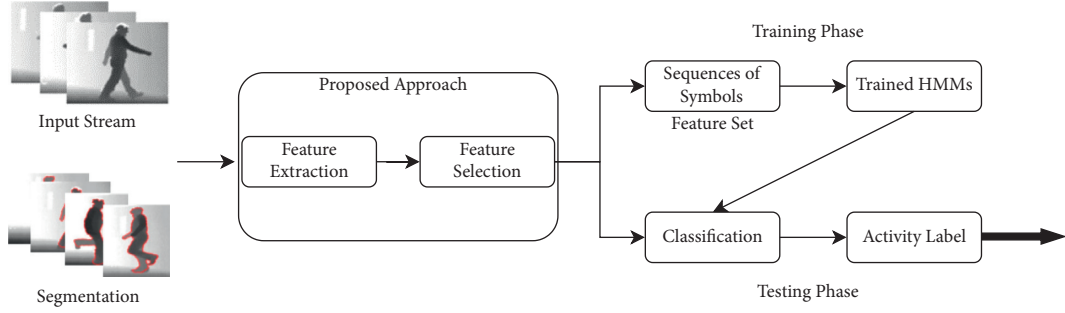 Input Stream
Segmentation
Proposed Approach
Feature
Extraction
Feature
Selection
Training Phase
Sequences of
Symbols
Feature Set
Trained HMMs
Classification
Activity Label
Testing Phase